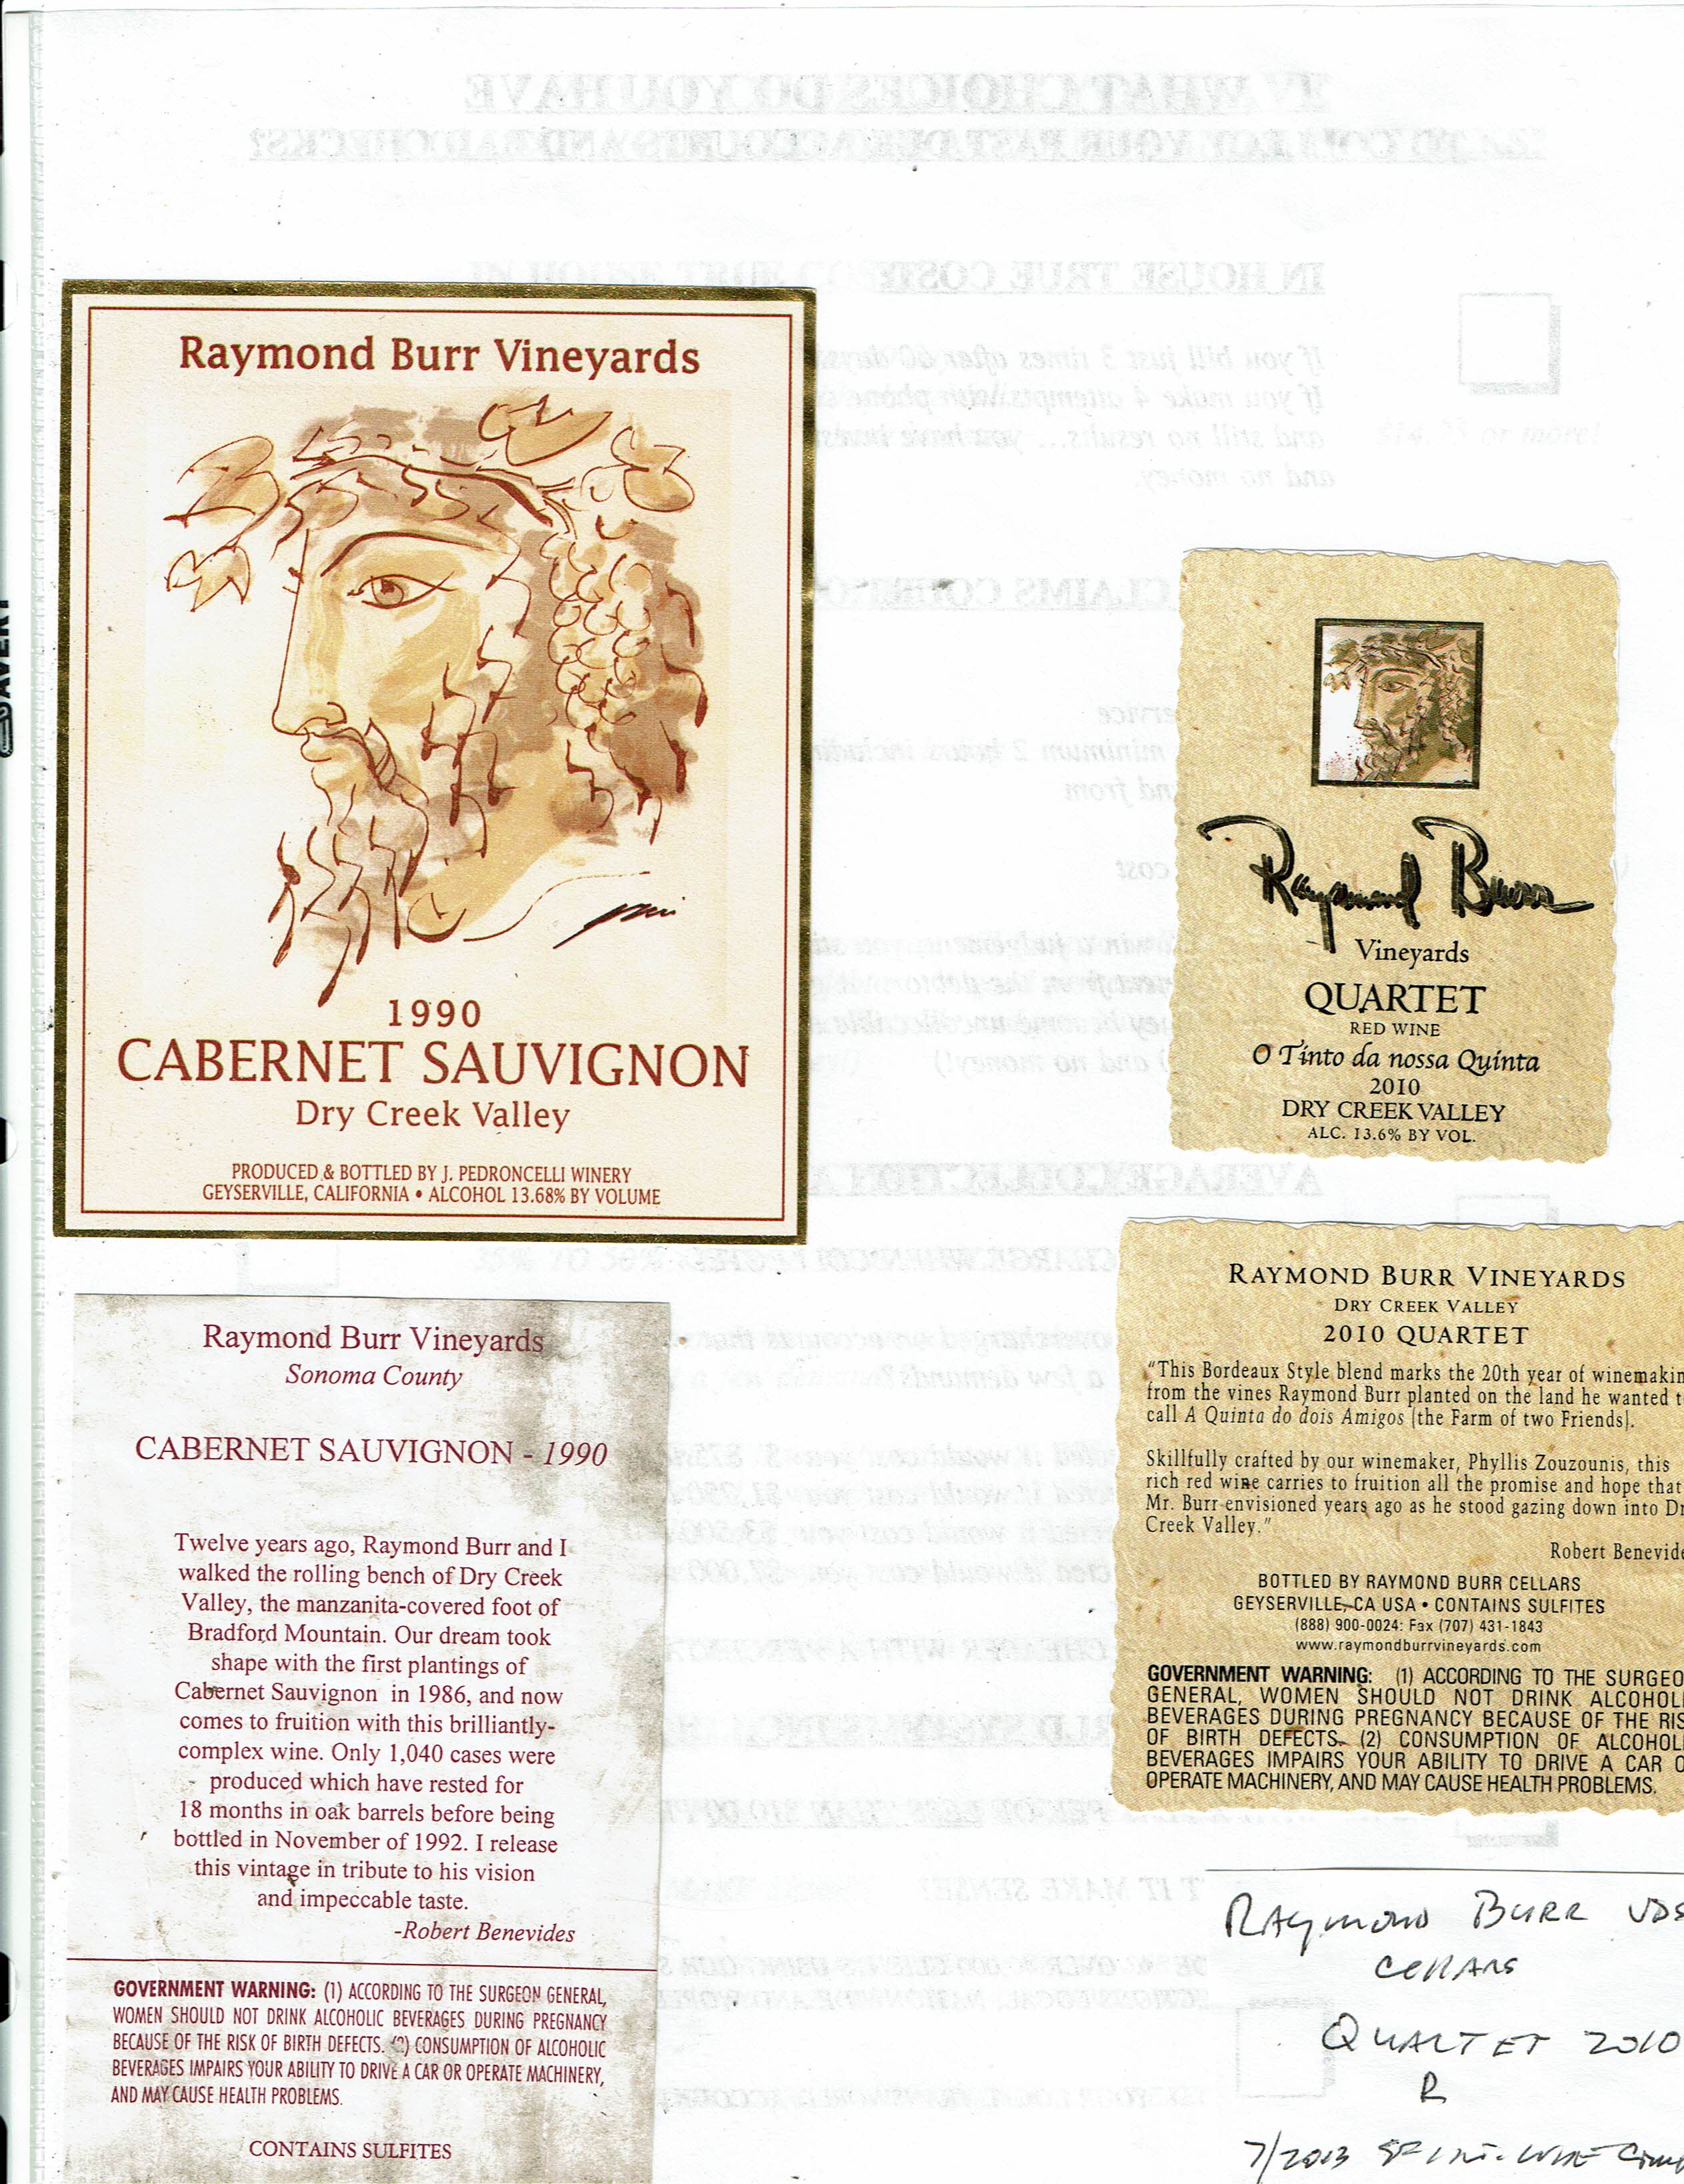 Raymond Burr Vineyards
1990
CABERNET SAUVIGNON
Dry Creek Valley
PRODUCED & BOTTLED BY J. PEDRONCELLI WINERY
GEYSERVILLE, CALIFORNIA • ALCOHOL 13.68% BY VOLUME
Raymond Burr Vineyards
Sonoma County
CABERNET SAUVIGNON - 1990
Twelve years ago, Raymond Burr and I
walked the rolling bench of Dry Creek
Valley, the manzanita-covered foot of
Bradford Mountain. Our dream took
shape with the first plantings of
Cabernet Sauvignon in 1986, and now
comes to fruition with this brilliantly-
complex wine. Only 1,040 cases were
produced which have rested for
18 months in oak barrels before being
bottled in November of 1992. I release
this vintage in tribute to his vision
and impeccable taste.
-Robert Benevides
GOVERNMENT WARNING: (1) ACCORDING TO THE SURGEON GENERAL,
WOMEN SHOULD NOT DRINK ALCOHOLIC BEVERAGES DURING PREGNANCY
BECAUSE OF THE RISK OF BIRTH DEFECTS. (2) CONSUMPTION OF ALCOHOLIC
BEVERAGES IMPAIRS YOUR ABILITY TO DRIVE A CAR OR OPERATE MACHINERY,
AND MAY CAUSE HEALTH PROBLEMS.
CONTAINS SULFITES
Raymond Burr
Vineyards
QUARTET
RED WINE
O Tinto da nossa Quinta
2010
DRY CREEK VALLEY
ALC. 13.6% BY VOL.
RAYMOND BURR VINEYARDS
DRY CREEK VALLEY
2010 QUARTET
"This Bordeaux Style blend marks the 20th year of winemakin
from the vines Raymond Burr planted on the land he wanted t
call A Quinta do dois Amigos (the Farm of two Friends).
Skillfully crafted by our winemaker, Phyllis Zouzounis, this
rich red wine carries to fruition all the promise and hope that
Mr. Burr envisioned years ago as he stood gazing down into Dr
Creek Valley."
Robert Benevide
BOTTLED BY RAYMOND BURR CELLARS
GEYSERVILLE, CA USA • CONTAINS SULFITES
(888) 900-0024: Fax (707) 431-1843
www.raymondburrvineyards.com
GOVERNMENT WARNING: (1) ACCORDING TO THE SURGEO
GENERAL, WOMEN SHOULD NOT DRINK ALCOHOLI
BEVERAGES DURING PREGNANCY BECAUSE OF THE RIS
OF BIRTH DEFECTS. (2) CONSUMPTION OF ALCOHOLI
BEVERAGES IMPAIRS YOUR ABILITY TO DRIVE A CAR O
OPERATE MACHINERY, AND MAY CAUSE HEALTH PROBLEMS.
RAYMOND BURR VDS
CELLARS
QUARTET 2010
R
7/2013 SF INT. WINE COMP
AVERY